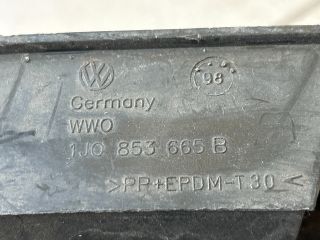 98
Germany
WWO
1J0 853 665 B
>PP+EPDM-T30<